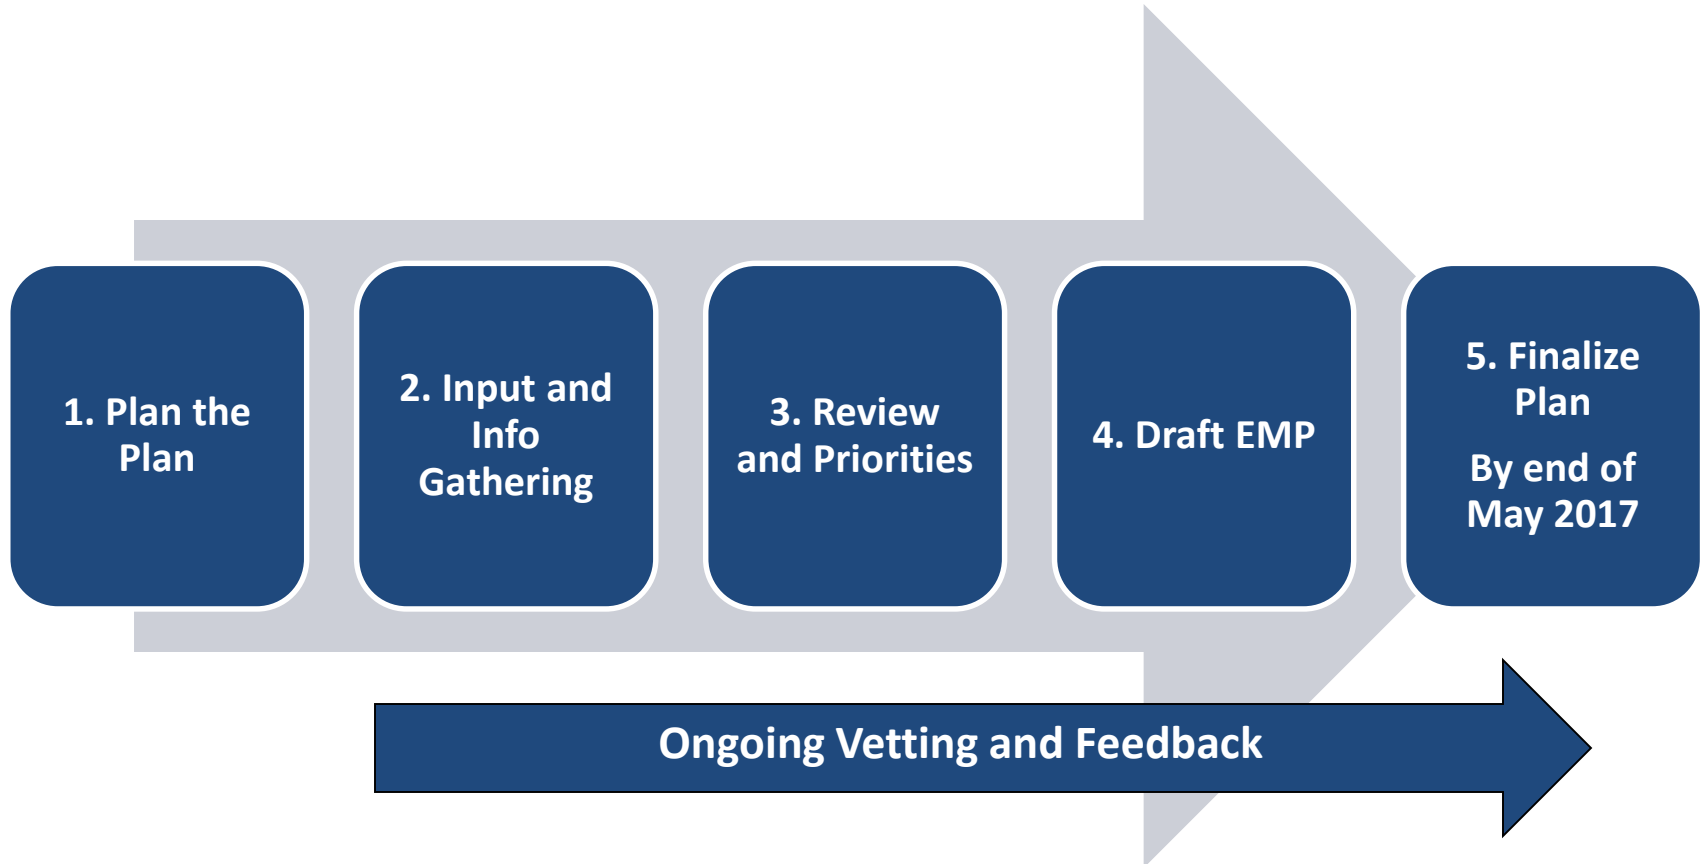 1. Plan the
Plan
2. Input and
Info
Gathering
3. Review
and Priorities
4. Draft EMP
5. Finalize
Plan
By end of
May 2017
Ongoing Vetting and Feedback